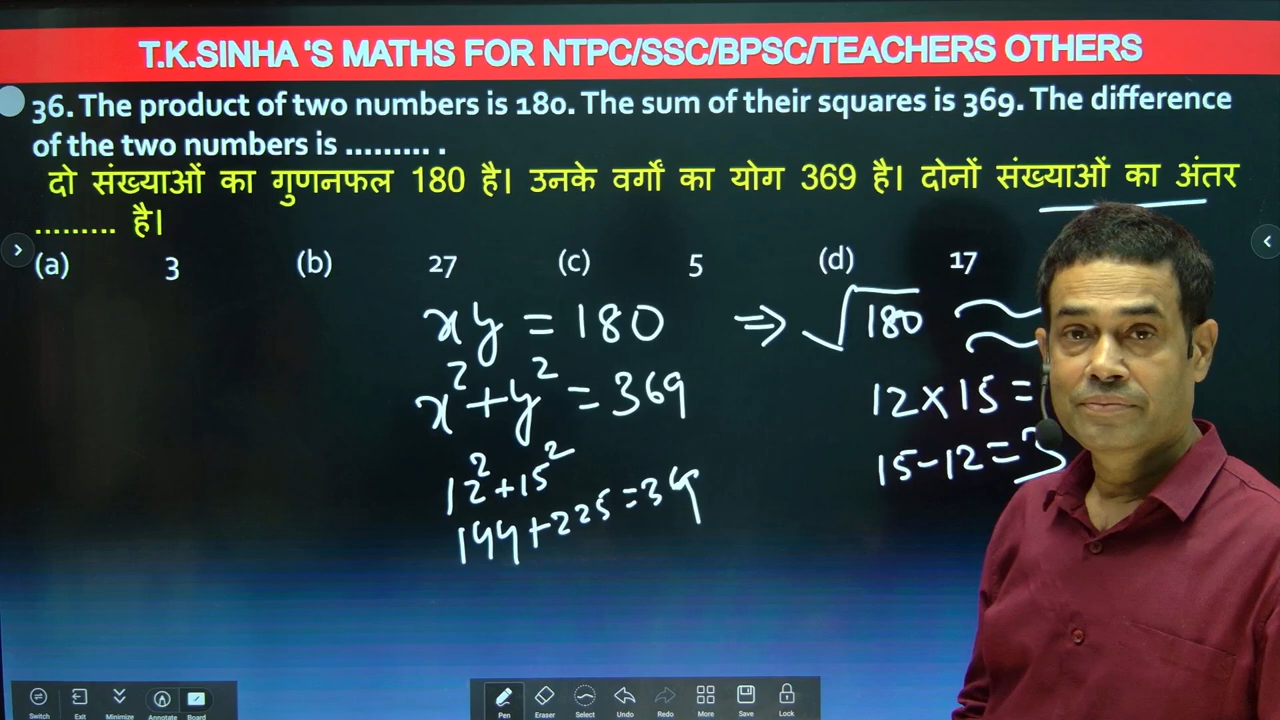 T.K.SINHA ‘S MATHS FOR NTPC/SSC/BPSC/TEACHERS OTHERS
36. The product of two numbers is 180. The sum of their squares is 369. The difference
of the two numbers is ......... .
दो संख्याओं का गुणनफल 180 है। उनके वर्गों का योग 369 है। दोनों संख्याओं का अंतर
......... है।
(a) 3 (b) 27 (c) 5 (d) 17
xy = 180 ⇒ √180
x² + y² = 369
12 × 15 =
15 - 12 = 3
12² + 15²
144 + 225 = 369
Switch Exit Minimize Annotate Board
Pen Eraser Select Undo Redo More Save Lock